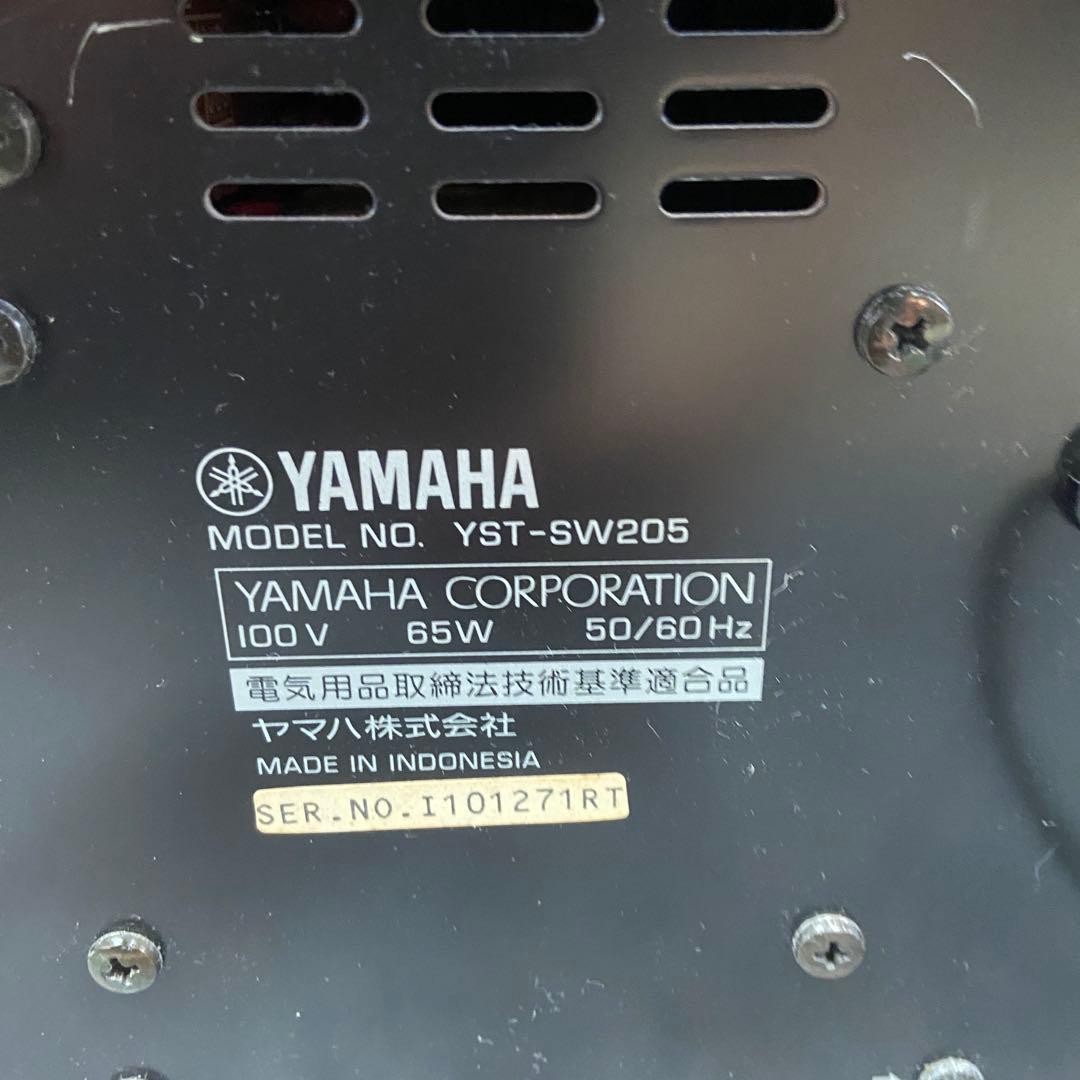 YAMAHA
MODEL NO. YST-SW205
YAMAHA CORPORATION
100V 65W 50/60Hz
電気用品取締法技術基準適合品
ヤマハ株式会社
MADE IN INDONESIA
SER.NO.I101271RT